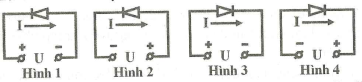 I I I I
+ U - - U + + U - - U +
Hình 1 Hình 2 Hình 3 Hình 4